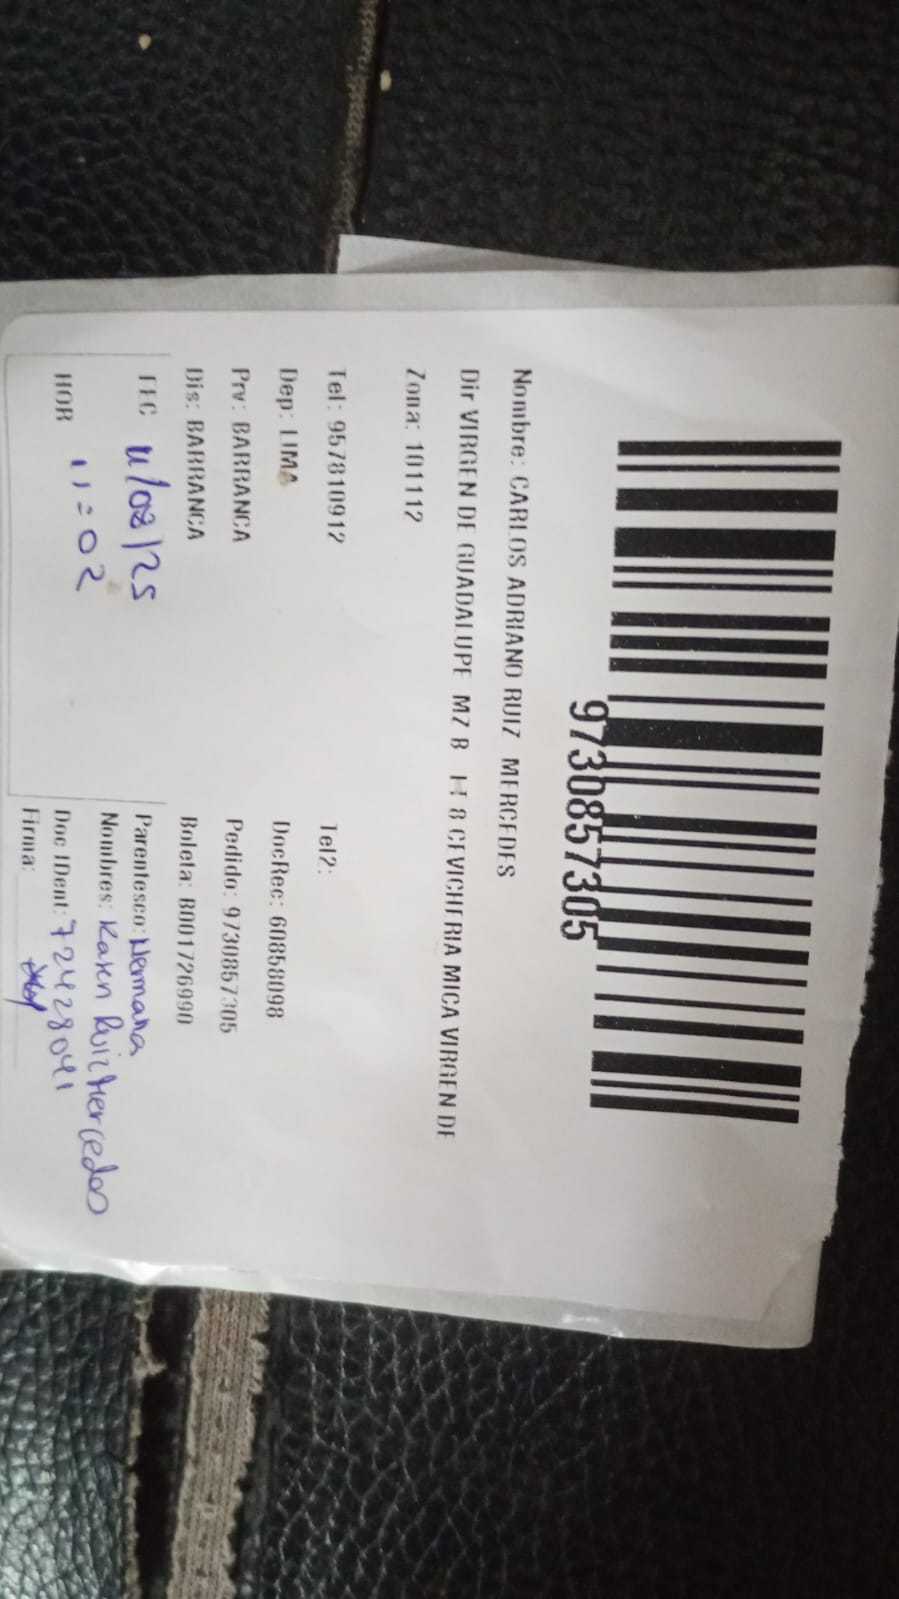 9730857305
Nombre: CARLOS ADRIANO RUIZ MERCEDES
Dir VIRGEN DE GUADALUPE MZ B 8 CEVICHERIA MICA VIRGEN DE
Zona: 101112
Tel: 957810912 Tel2:
Dep: LIMA DocRec: 60858098
Prv: BARRANCA Pedido: 9730857305
Dis: BARRANCA Boleta: B001726990
FEC 11/08/25 Parentesco: Hermana
HOR 11:02 Nombres: Karen Ruiz Mercedes
Doc IDent: 72428041
Firma: